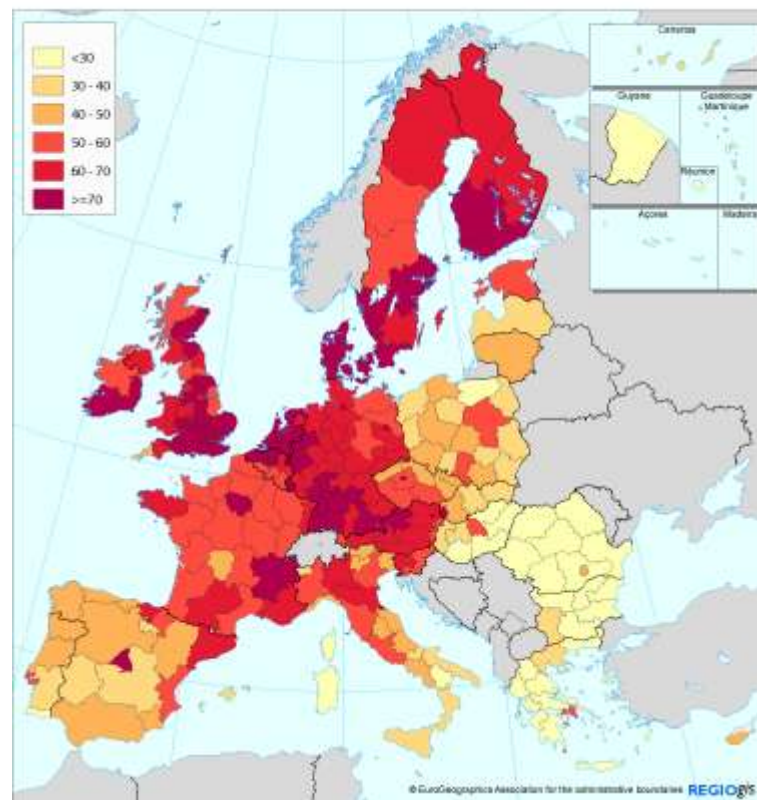 <30
30 - 40
40 - 50
50 - 60
60 - 70
>=70
Canarias
Guyane
Guadeloupe
Martinique
Réunion
Açores
Madeira
© EuroGeographics Association for the administrative boundaries
REGIOgis